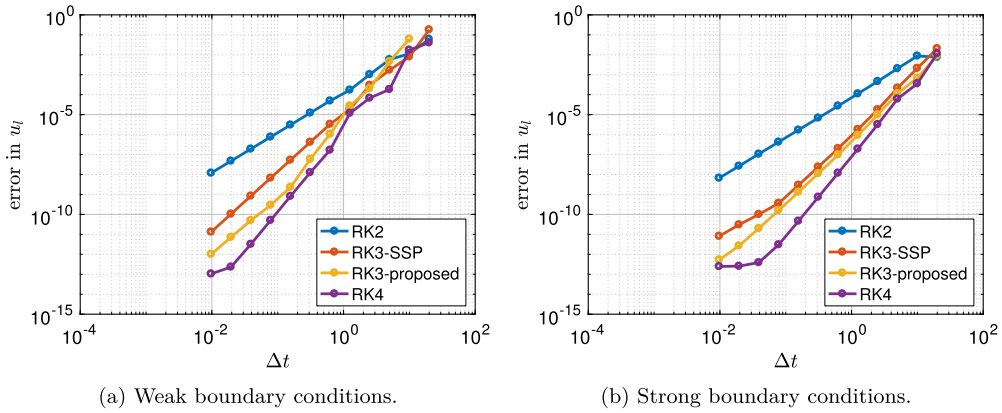 10^0
10^-5
10^-10
10^-15
error in u_l
10^-4
10^-2
10^0
10^2
Δt
RK2
RK3-SSP
RK3-proposed
RK4
(a) Weak boundary conditions.
10^0
10^-5
10^-10
10^-15
error in u_l
10^-4
10^-2
10^0
10^2
Δt
RK2
RK3-SSP
RK3-proposed
RK4
(b) Strong boundary conditions.